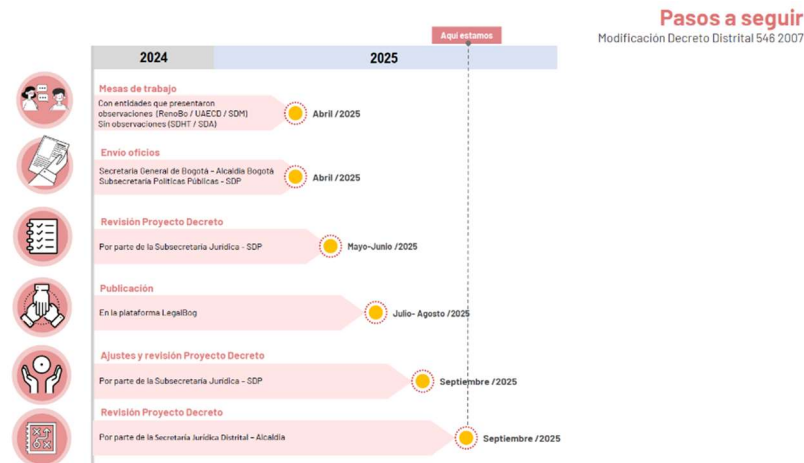 Pasos a seguir
Modificación Decreto Distrital 546 2007
Aquí estamos
2024
2025
Mesas de trabajo
Con entidades que presentaron
observaciones (RenoBo / UAECD / SDM)
Sin observaciones (SDHT / SDA)
Abril /2025
Envío oficios
Secretaría General de Bogotá - Alcaldía Bogotá
Subsecretaría Políticas Públicas - SDP
Abril /2025
Revisión Proyecto Decreto
Por parte de la Subsecretaría Jurídica - SDP
Mayo-Junio /2025
Publicación
En la plataforma LegalBog
Julio- Agosto /2025
Ajustes y revisión Proyecto Decreto
Por parte de la Subsecretaría Jurídica - SDP
Septiembre /2025
Revisión Proyecto Decreto
Por parte de la Secretaría Jurídica Distrital - Alcaldía
Septiembre /2025